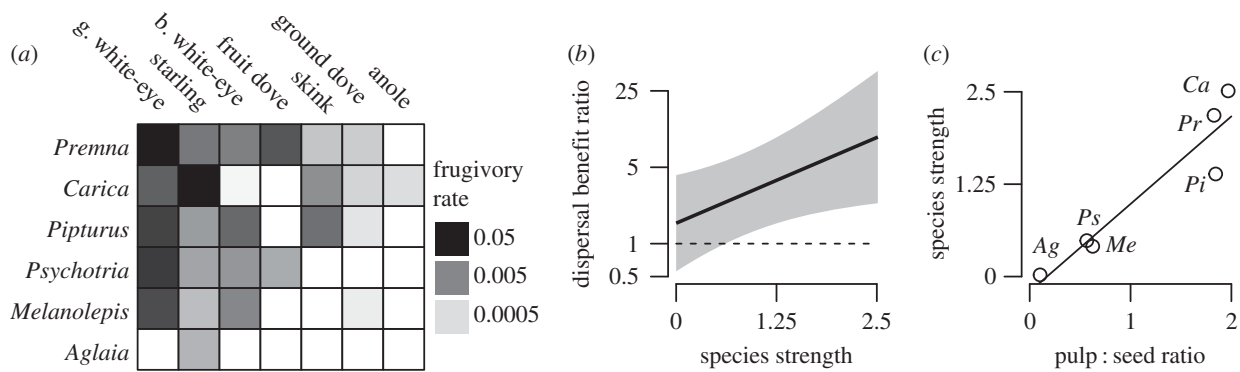 (a)
g. white-eye
starling
b. white-eye
fruit dove
skink
ground dove
anole
Premna
Carica
Pipturus
Psychotria
Melanolepis
Aglaia
frugivory
rate
0.05
0.005
0.0005
(b)
dispersal benefit ratio
25
5
1
0.5
0 1.25 2.5
species strength
(c)
species strength
2.5
1.25
0
Ca
Pr
Pi
Ps
Ag Me
0 1 2
pulp : seed ratio